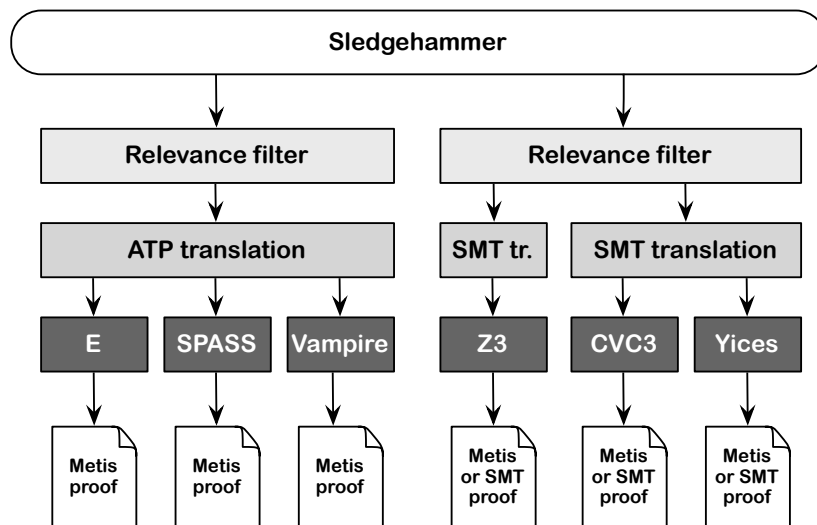 Sledgehammer
Relevance filter
Relevance filter
ATP translation
SMT tr.
SMT translation
E
SPASS
Vampire
Z3
CVC3
Yices
Metis
proof
Metis
proof
Metis
proof
Metis
or SMT
proof
Metis
or SMT
proof
Metis
or SMT
proof